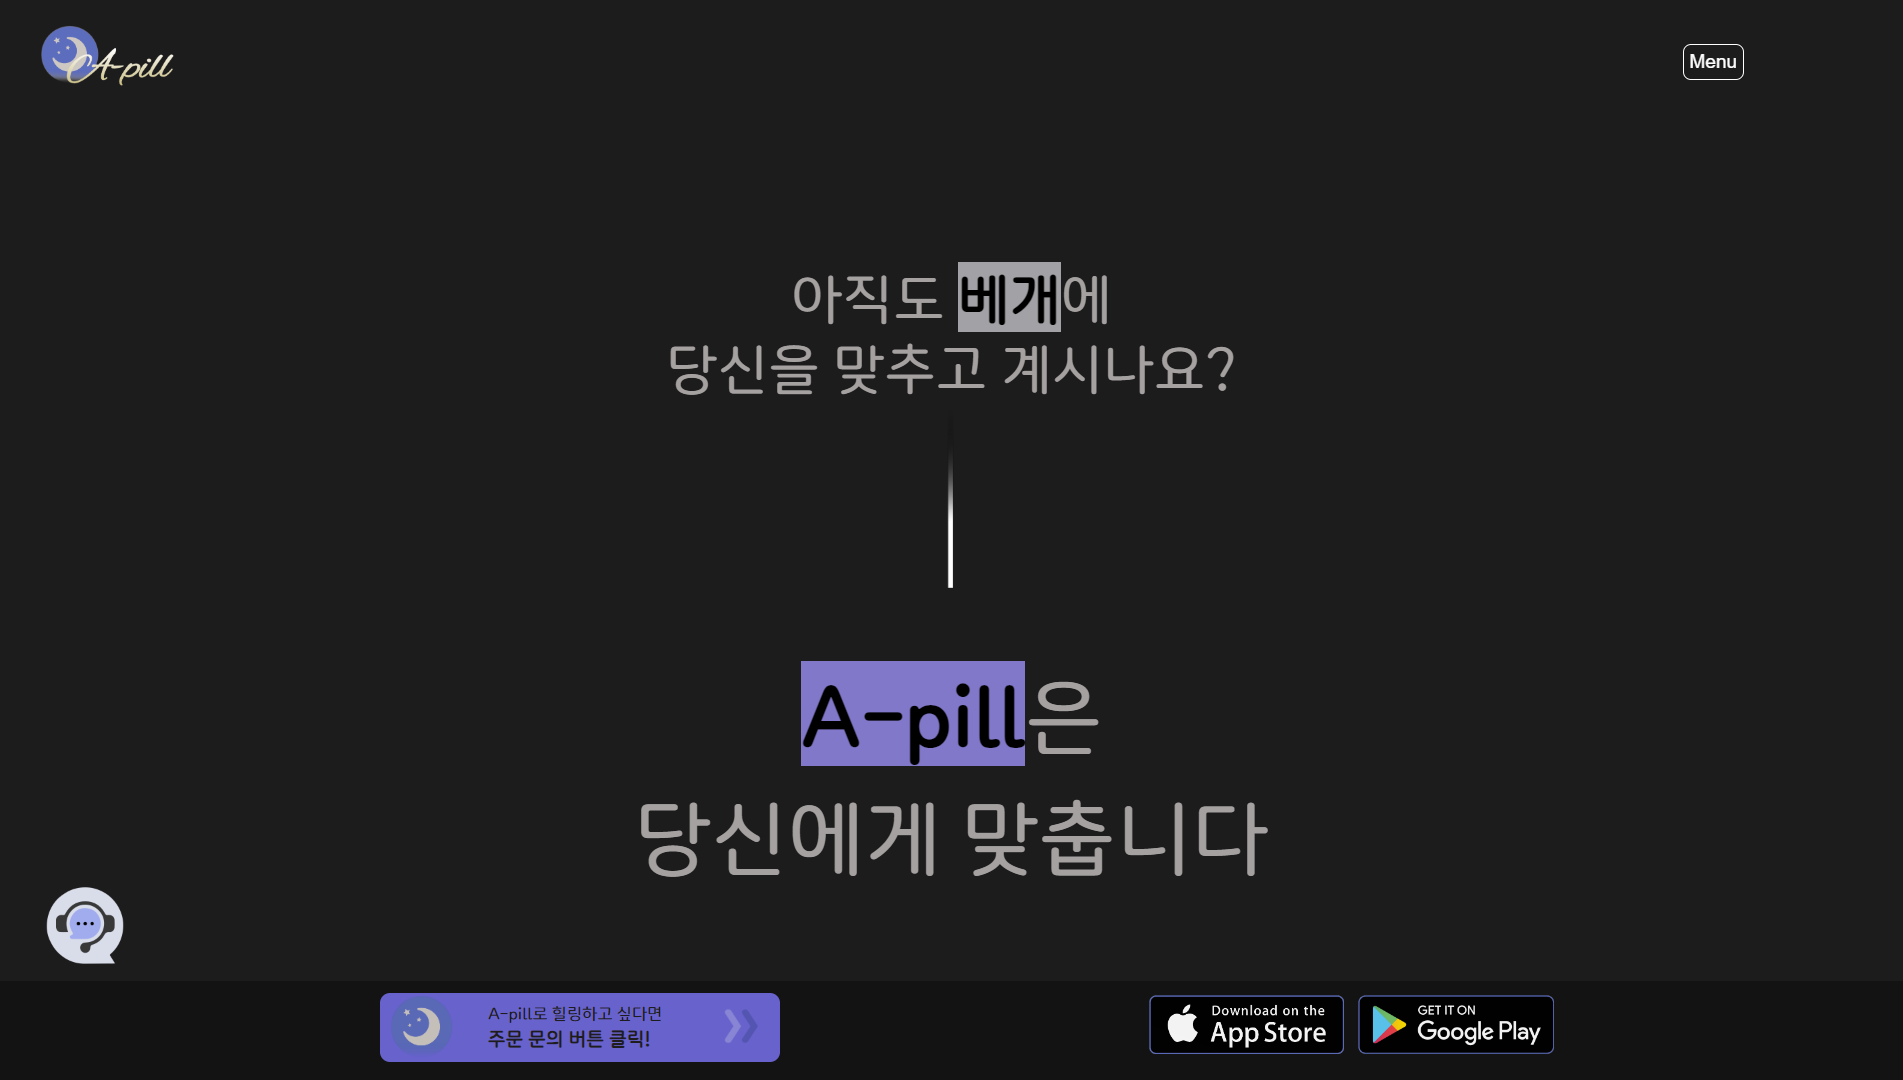 A-pill
Menu
아직도 베개에
당신을 맞추고 계시나요?
A-pill은
당신에게 맞춥니다
A-pill로 힐링하고 싶다면
주문 문의 버튼 클릭!
Download on the
App Store
GET IT ON
Google Play